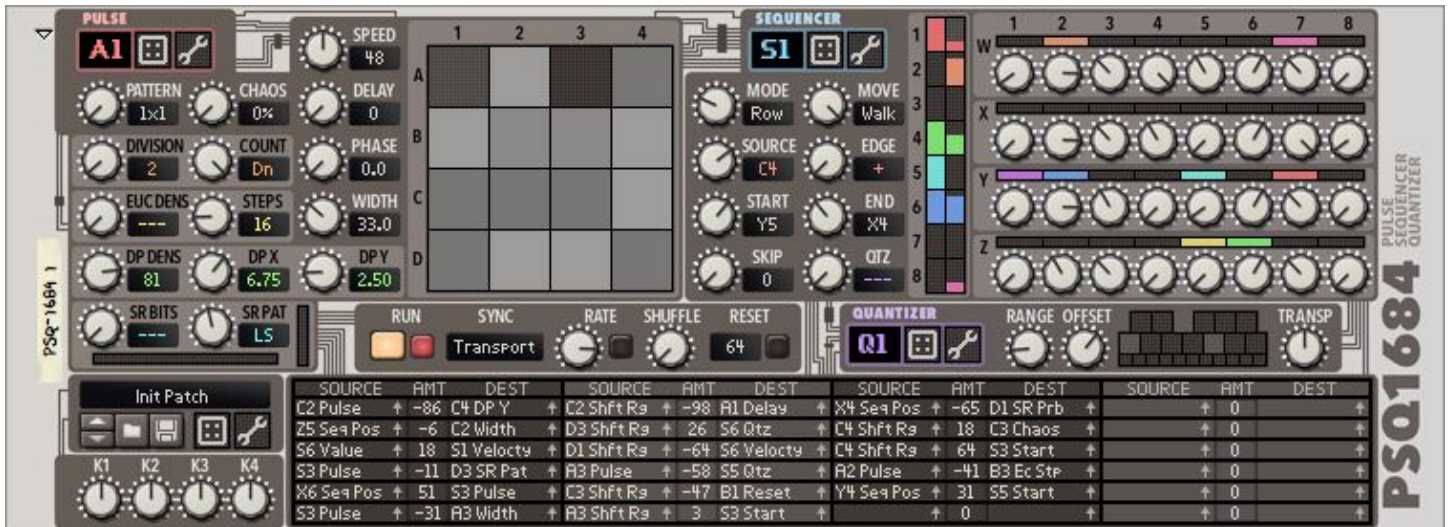 PULSE
A1
SPEED 48
PATTERN 1x1 CHAOS 0% DELAY 0
DIVISION 2 COUNT Dn PHASE 0.0
EUC DENS --- STEPS 16 WIDTH 33.0
DP DENS 81 DP X 6.75 DP Y 2.50
SR BITS --- SR PAT LS
1 2 3 4
A
B
C
D
SEQUENCER
S1
MODE Row MOVE Walk
SOURCE C4 EDGE +
START Y5 END X4
SKIP 0 QTZ ---
1
2
3
4
5
6
7
8
1 2 3 4 5 6 7 8
W
X
Y
Z
PSQ-1684 1
RUN SYNC Transport RATE SHUFFLE RESET 64
QUANTIZER
Q1
RANGE OFFSET TRANSP
PSQ1684
PULSE
SEQUENCER
QUANTIZER
Init Patch
K1 K2 K3 K4
SOURCE AMT DEST SOURCE AMT DEST SOURCE AMT DEST SOURCE AMT DEST
C2 Pulse -86 C4 DP Y C2 Shft Rg -98 A1 Delay X4 Seq Pos -65 D1 SR Prb 0
Z5 Seq Pos -6 C2 Width D3 Shft Rg 26 S6 Qtz C4 Shft Rg 18 C3 Chaos 0
S6 Value 18 S1 Velocty D1 Shft Rg -64 S6 Velocty C4 Shft Rg 64 S3 Start 0
S3 Pulse -11 D3 SR Pat A3 Pulse -58 S5 Qtz A2 Pulse -41 B3 Ec Stp 0
X6 Seq Pos 51 S3 Pulse C3 Shft Rg -47 B1 Reset Y4 Seq Pos 31 S5 Start 0
S3 Pulse -31 A3 Width A3 Shft Rg 3 S3 Start 0 0